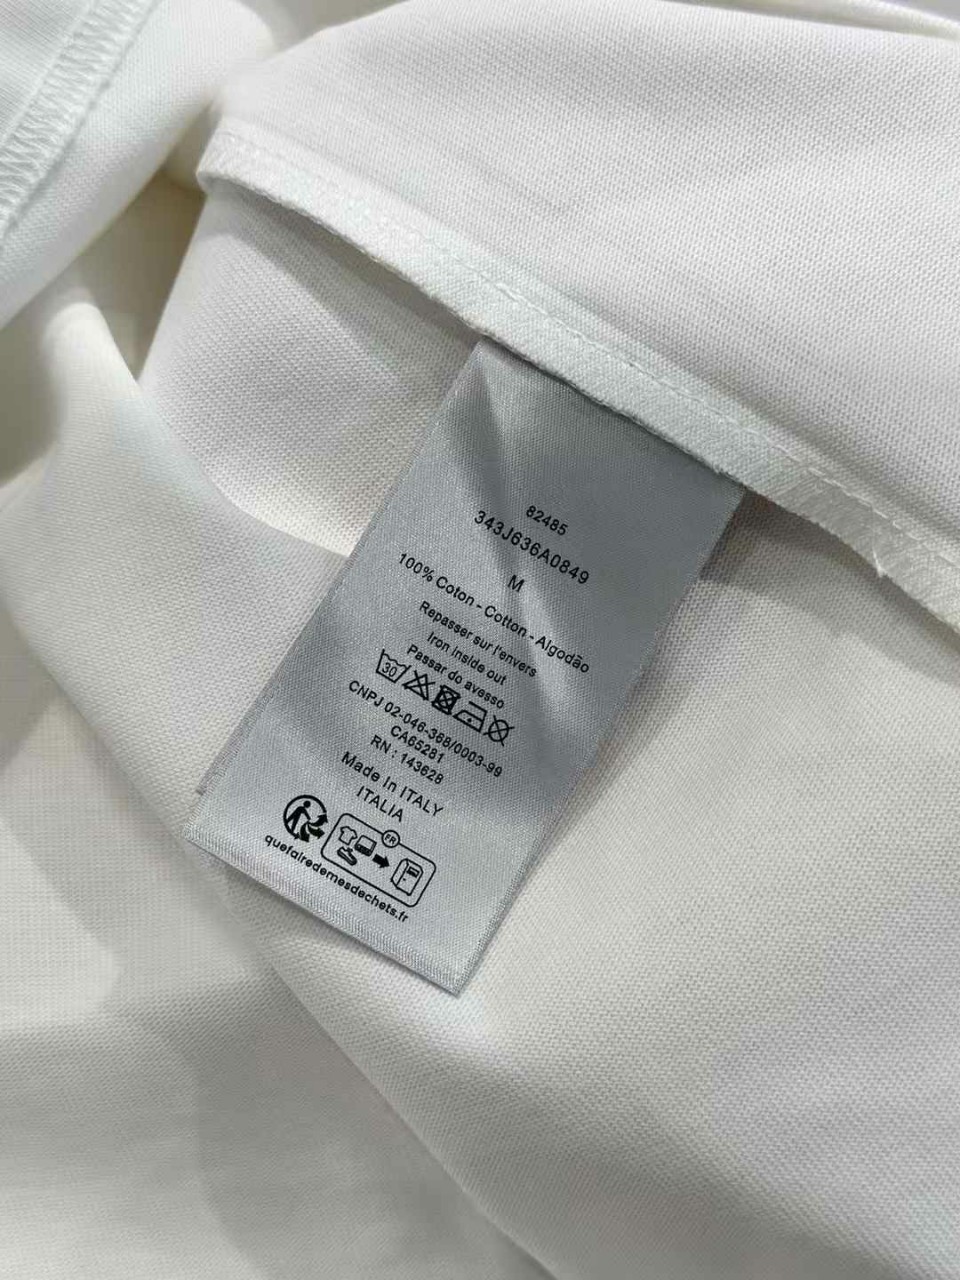 82485
343J636A0849
M
100% Coton - Cotton - Algodão
Repasser sur l'envers
Iron inside out
Passar do avesso
30
CNPJ 02-046-368/0003-99
CA65281
RN : 143628
Made In ITALY
ITALIA
FR
quefairedemesdechets.fr